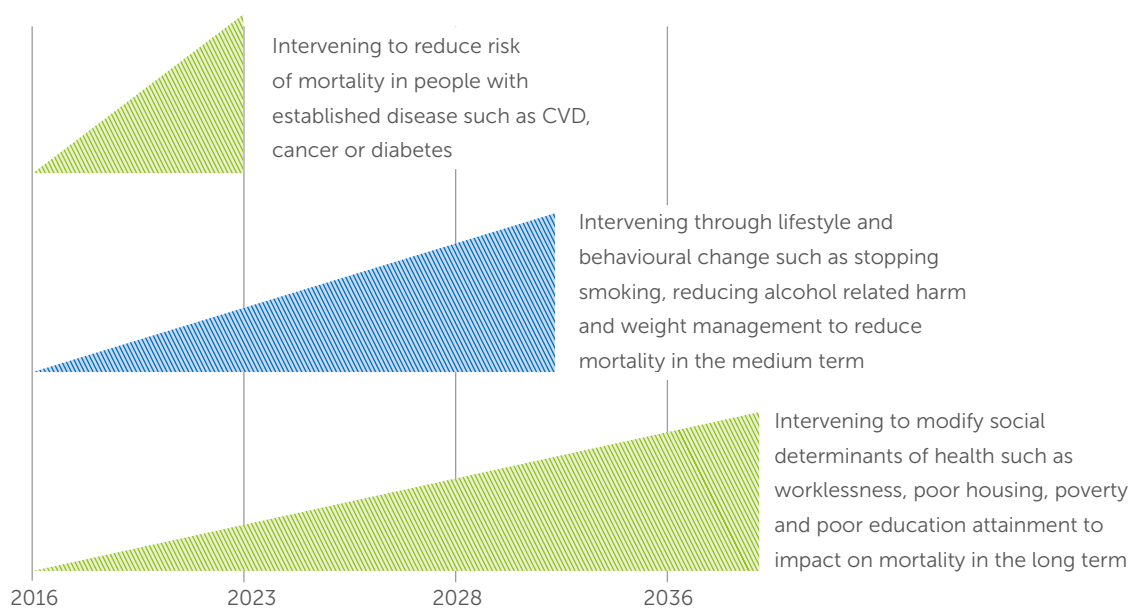 Intervening to reduce risk
of mortality in people with
established disease such as CVD,
cancer or diabetes
Intervening through lifestyle and
behavioural change such as stopping
smoking, reducing alcohol related harm
and weight management to reduce
mortality in the medium term
Intervening to modify social
determinants of health such as
worklessness, poor housing, poverty
and poor education attainment to
impact on mortality in the long term
2016 2023 2028 2036